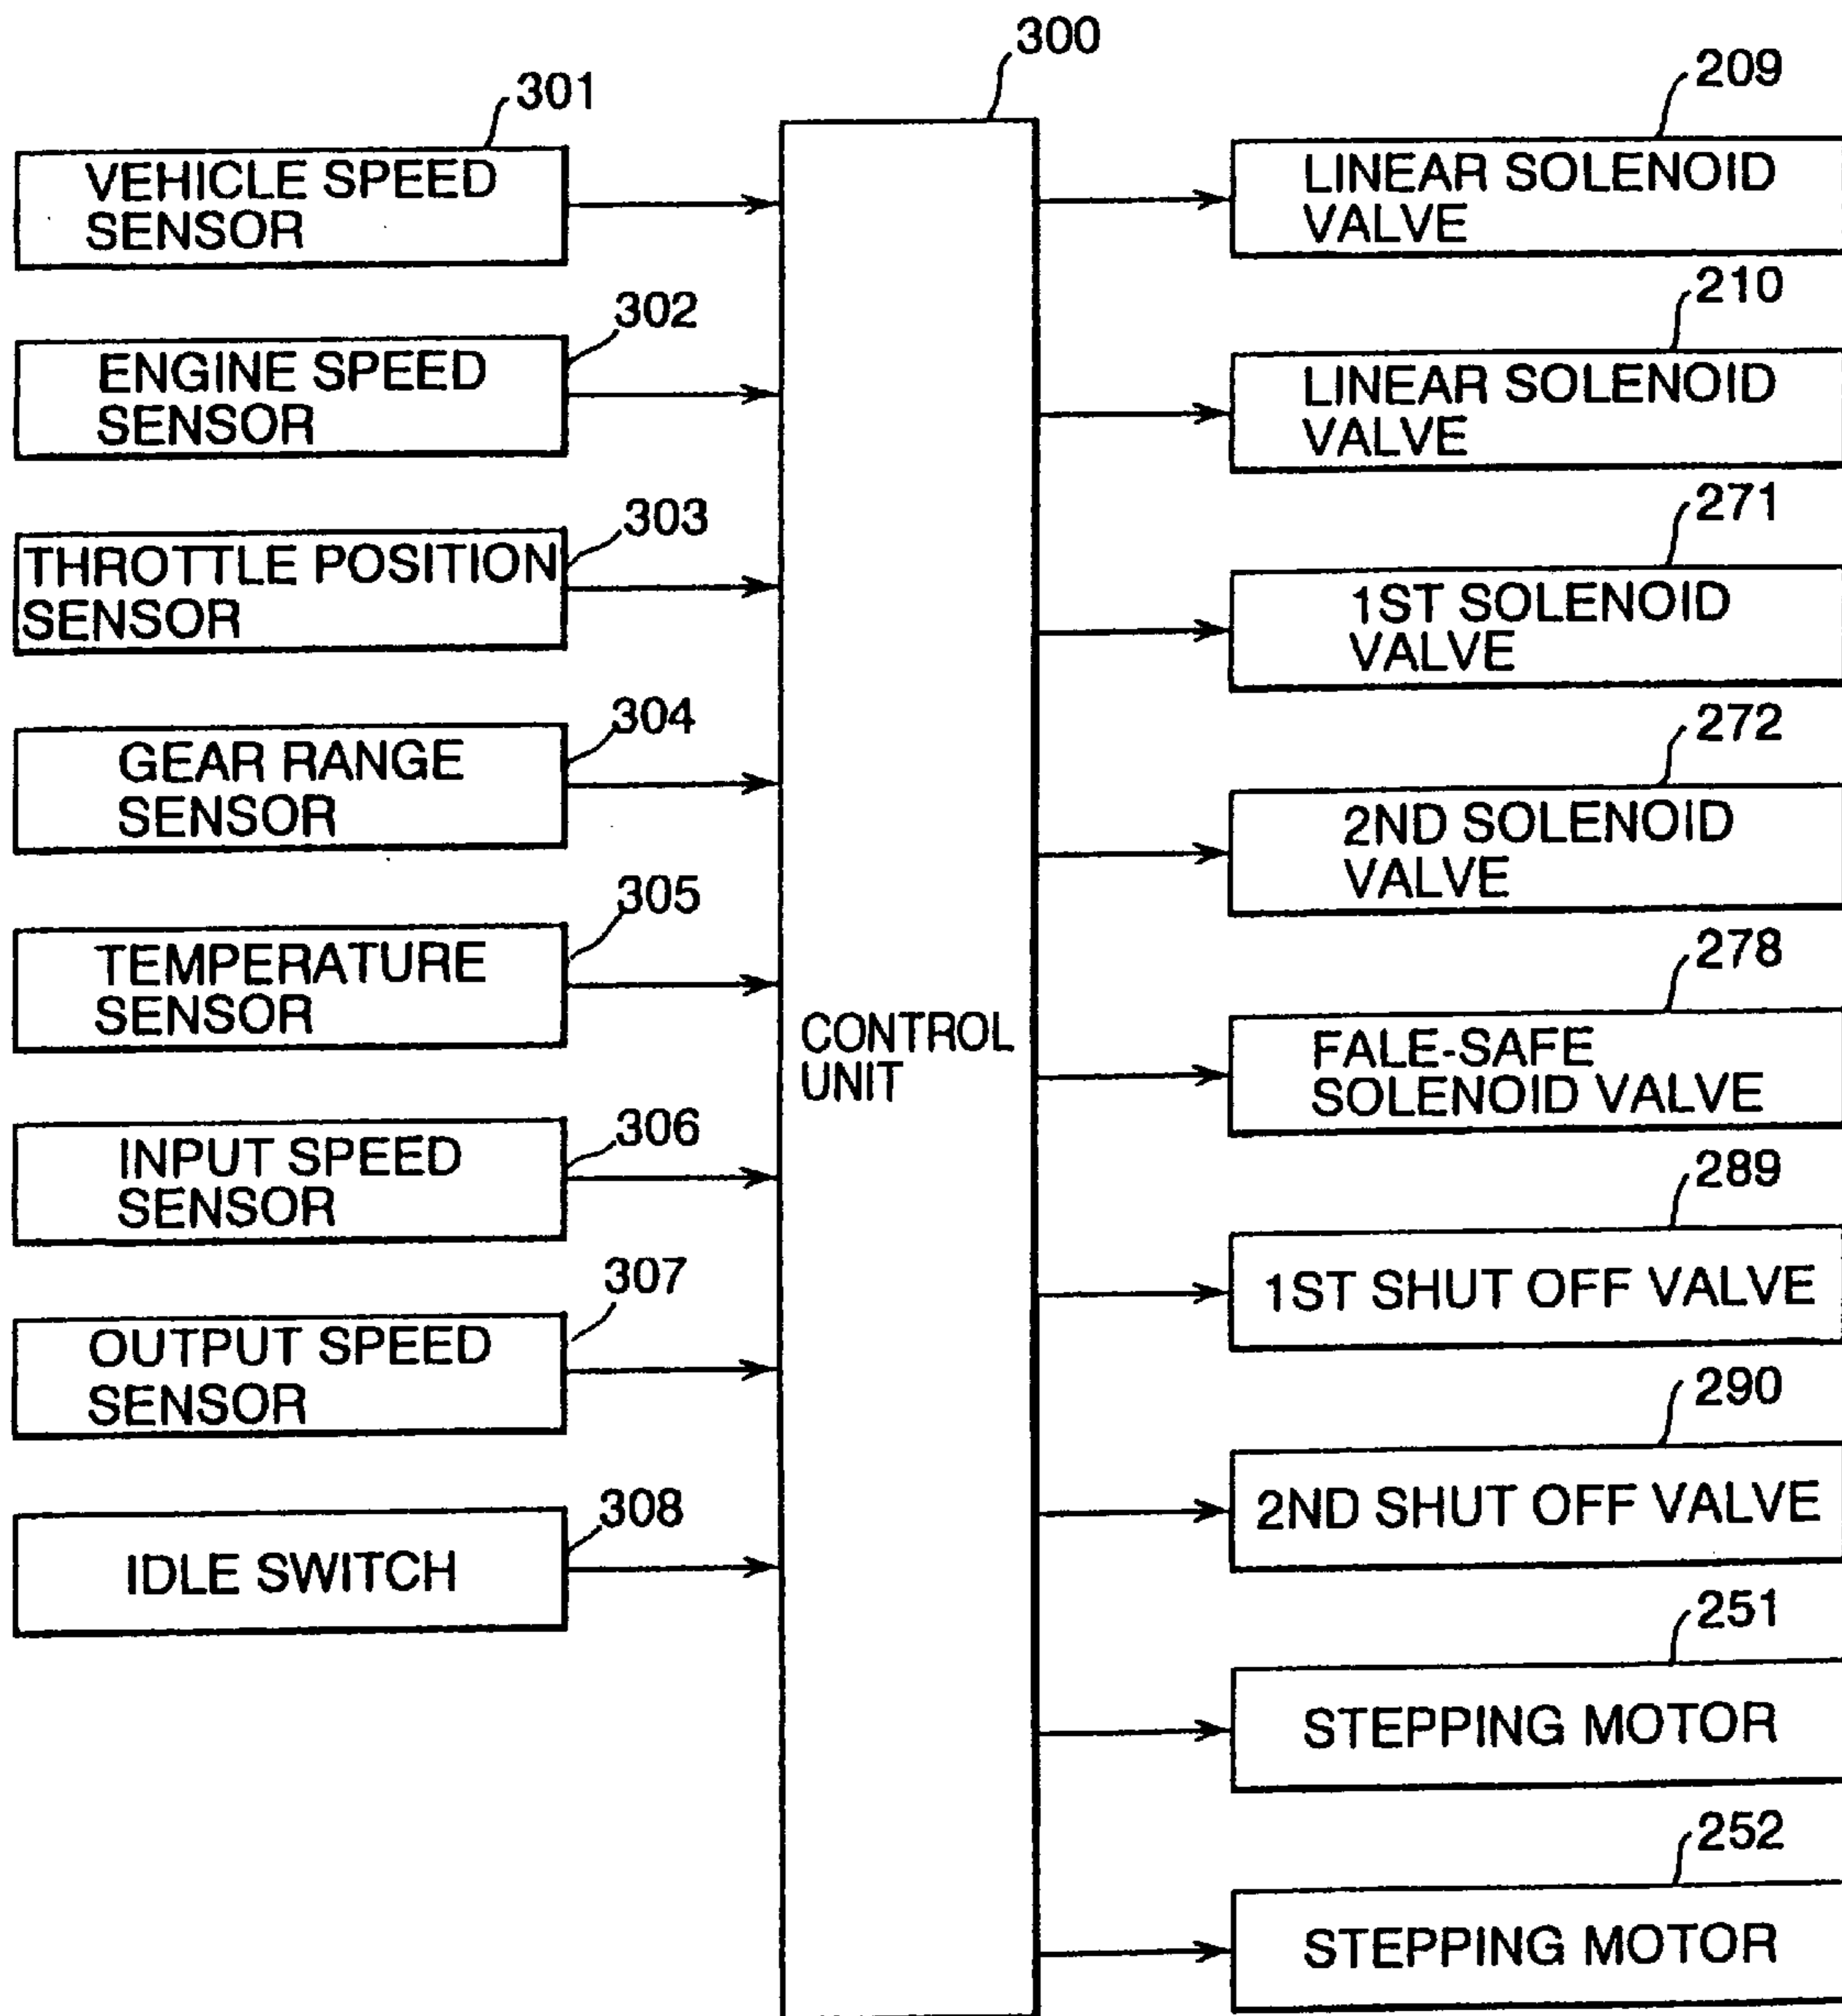 300
301
VEHICLE SPEED
SENSOR
302
ENGINE SPEED
SENSOR
303
THROTTLE POSITION
SENSOR
304
GEAR RANGE
SENSOR
305
TEMPERATURE
SENSOR
306
INPUT SPEED
SENSOR
307
OUTPUT SPEED
SENSOR
308
IDLE SWITCH
CONTROL
UNIT
209
LINEAR SOLENOID
VALVE
210
LINEAR SOLENOID
VALVE
271
1ST SOLENOID
VALVE
272
2ND SOLENOID
VALVE
278
FALE-SAFE
SOLENOID VALVE
289
1ST SHUT OFF VALVE
290
2ND SHUT OFF VALVE
251
STEPPING MOTOR
252
STEPPING MOTOR